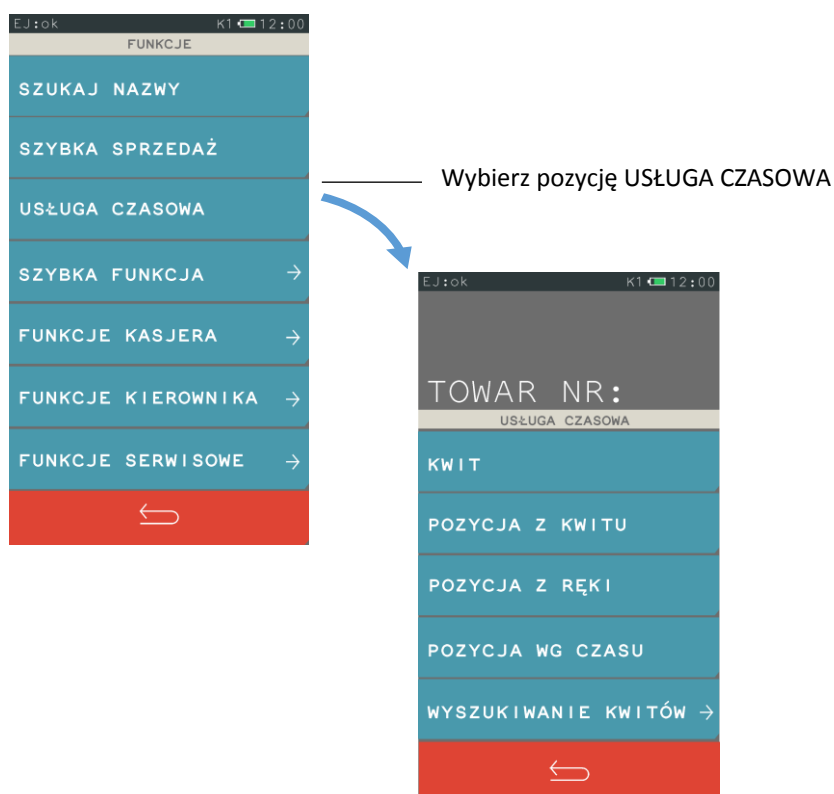 EJ:ok K1 12:00
FUNKCJE
SZUKAJ NAZWY
SZYBKA SPRZEDAŻ
USŁUGA CZASOWA
SZYBKA FUNKCJA →
FUNKCJE KASJERA →
FUNKCJE KIEROWNIKA →
FUNKCJE SERWISOWE →
Wybierz pozycję USŁUGA CZASOWA
EJ:ok K1 12:00
TOWAR NR:
USŁUGA CZASOWA
KWIT
POZYCJA Z KWITU
POZYCJA Z RĘKI
POZYCJA WG CZASU
WYSZUKIWANIE KWITÓW →